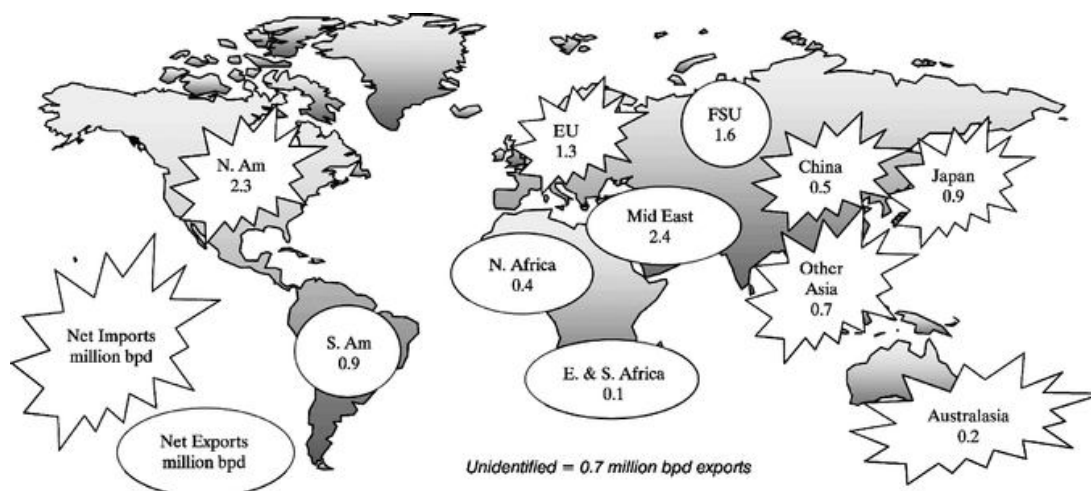 FSU
1.6
EU
1.3
N. Am
2.3
China
0.5
Japan
0.9
Mid East
2.4
N. Africa
0.4
Other
Asia
0.7
Net Imports
million bpd
S. Am
0.9
E. & S. Africa
0.1
Australasia
0.2
Net Exports
million bpd
Unidentified = 0.7 million bpd exports